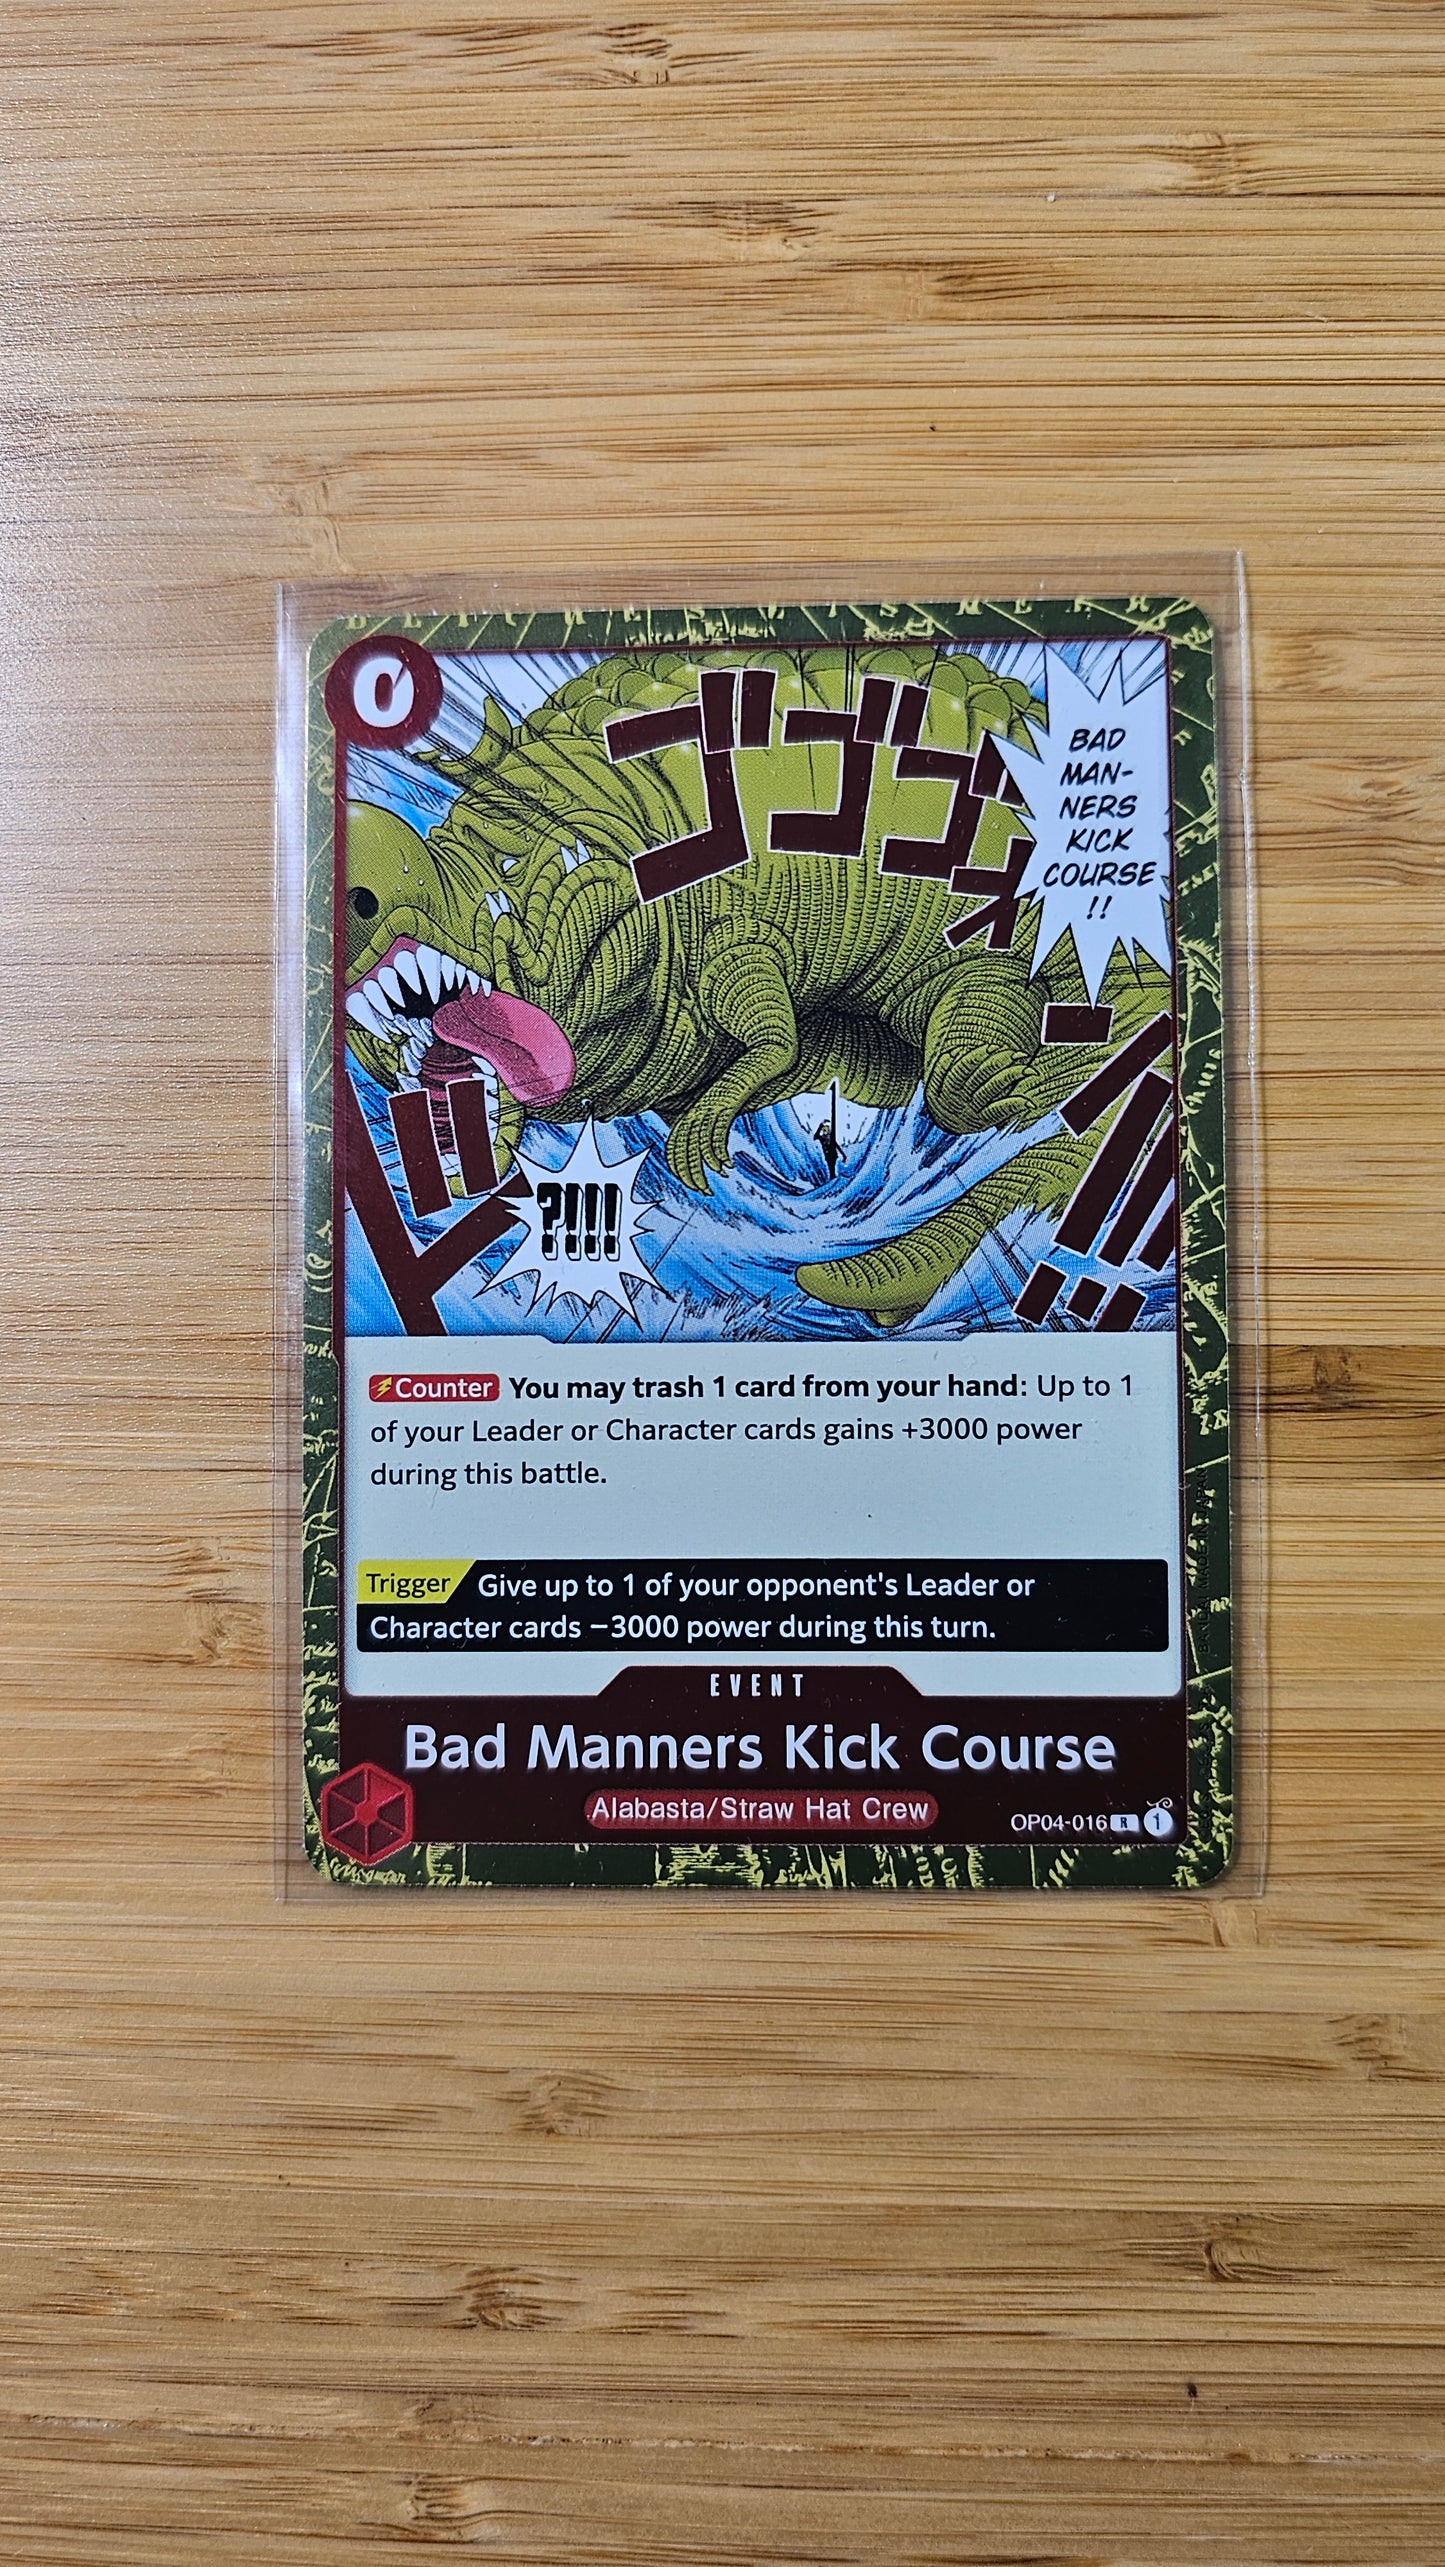 0
ゴゴゴ
BAD
MAN-
NERS
KICK
COURSE
!!
?!!!
Counter You may trash 1 card from your hand: Up to 1
of your Leader or Character cards gains +3000 power
during this battle.
Trigger Give up to 1 of your opponent's Leader or
Character cards −3000 power during this turn.
EVENT
Bad Manners Kick Course
Alabasta/Straw Hat Crew
OP04-016 R 1